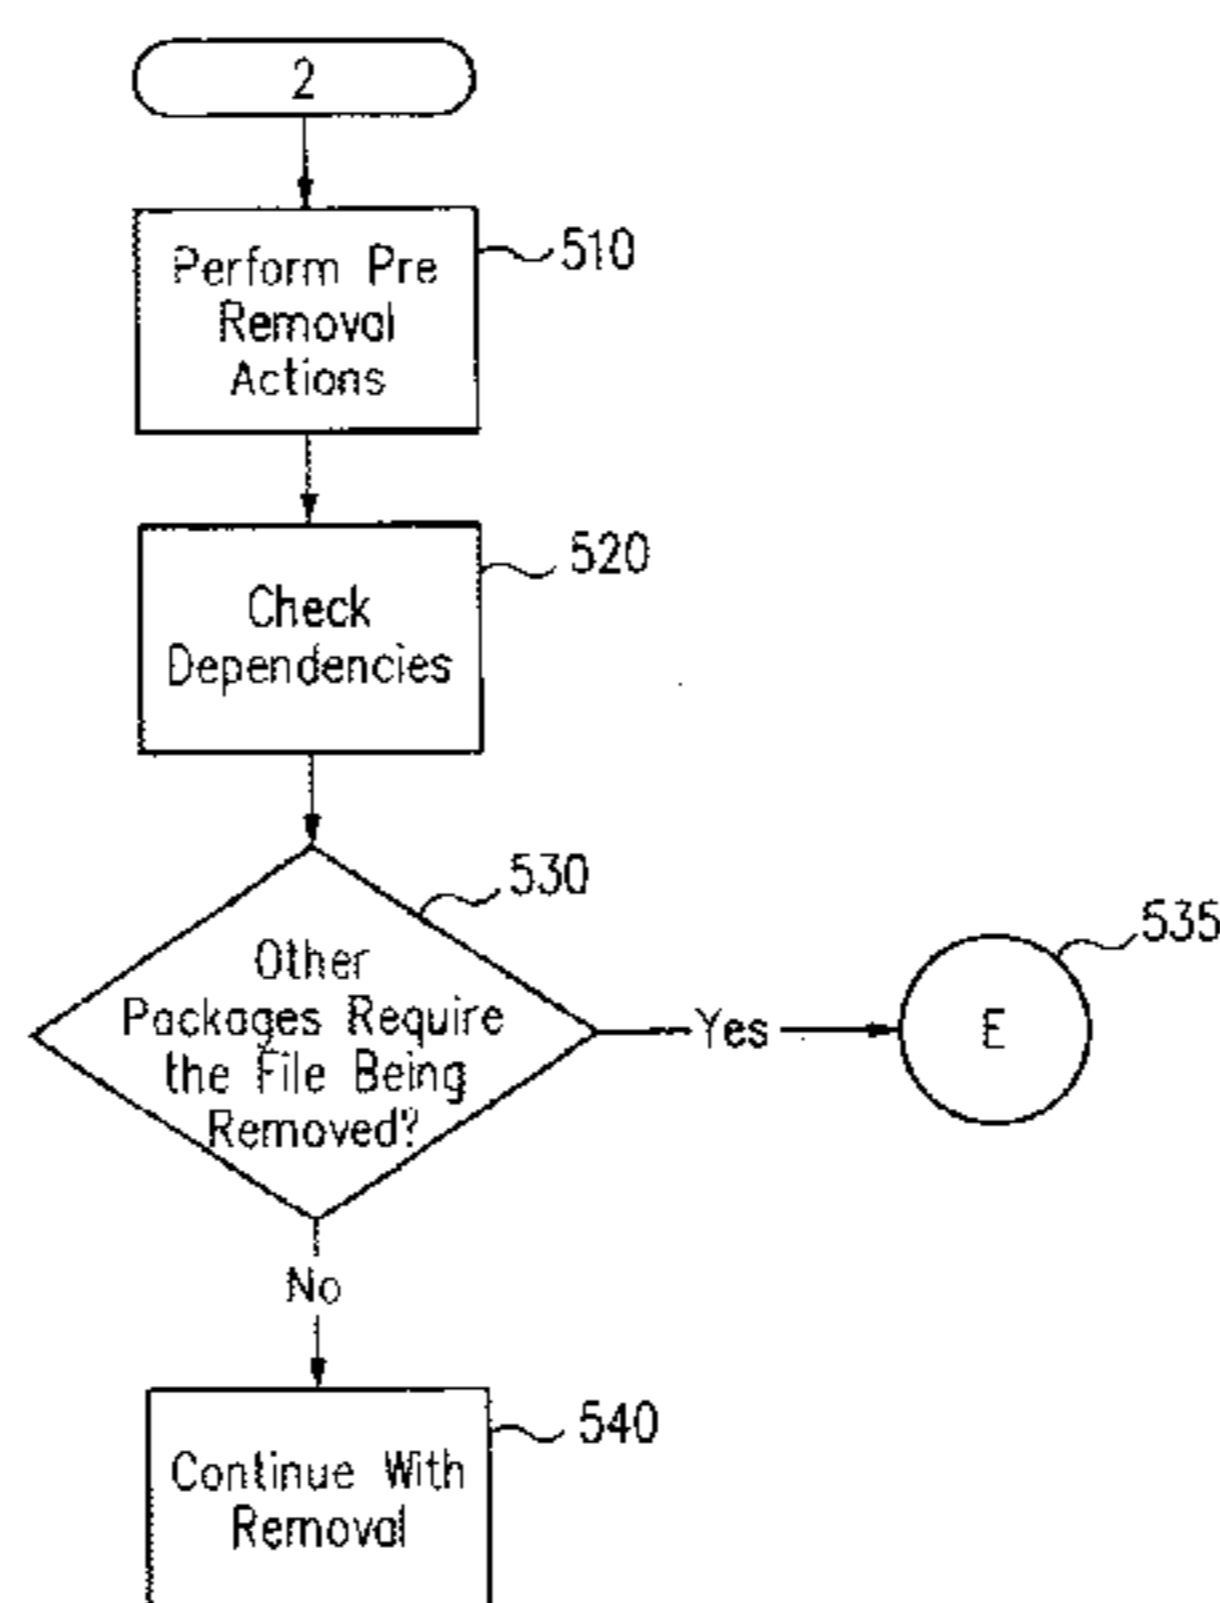 2
Perform Pre
Removal
Actions
510
Check
Dependencies
520
530
Other
Packages Require
the File Being
Removed?
Yes
E
535
No
Continue With
Removal
540